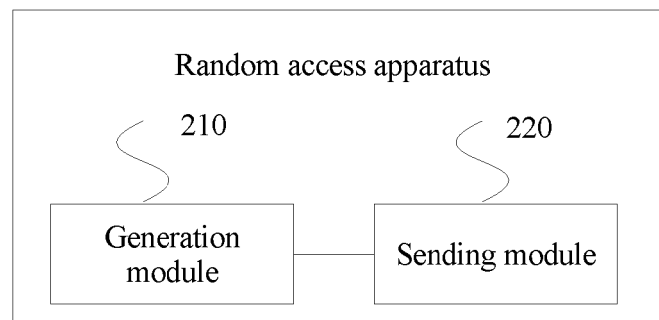 Random access apparatus
210
220
Generation
module
Sending module